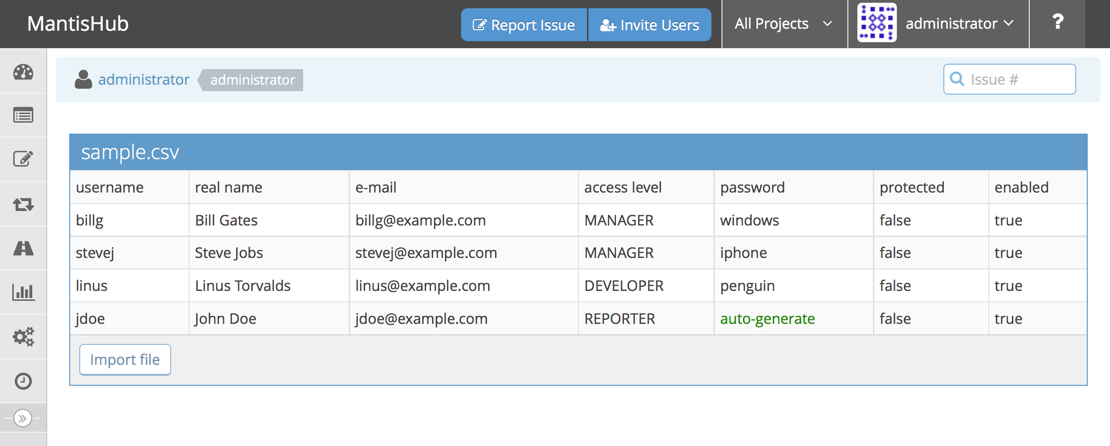 MantisHub Report Issue Invite Users All Projects administrator ?
administrator administrator Issue #
sample.csv
username real name e-mail access level password protected enabled
billg Bill Gates billg@example.com MANAGER windows false true
stevej Steve Jobs stevej@example.com MANAGER iphone false true
linus Linus Torvalds linus@example.com DEVELOPER penguin false true
jdoe John Doe jdoe@example.com REPORTER auto-generate false true
Import file